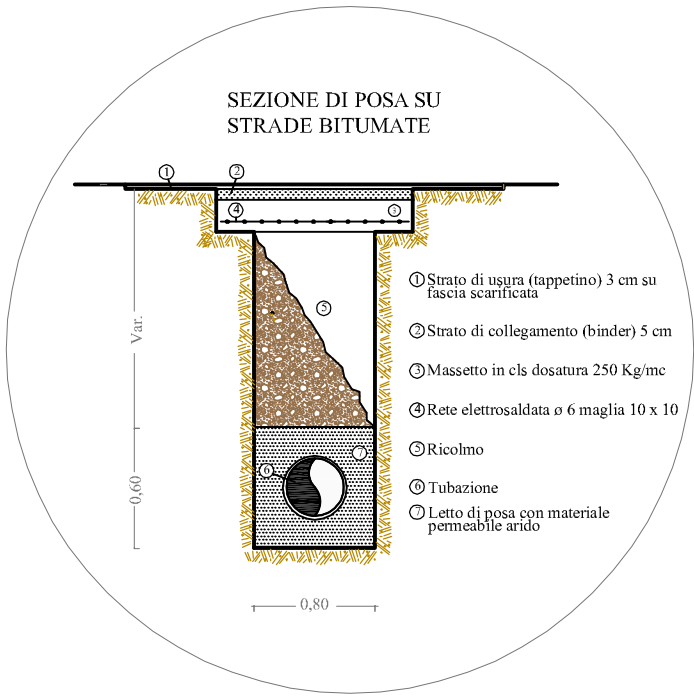 SEZIONE DI POSA SU
STRADE BITUMATE
1
2
4
3
5
6
7
Var.
0,60
0,80
1 Strato di usura (tappetino) 3 cm su
fascia scarificata
2 Strato di collegamento (binder) 5 cm
3 Massetto in cls dosatura 250 Kg/mc
4 Rete elettrosaldata ø 6 maglia 10 x 10
5 Ricolmo
6 Tubazione
7 Letto di posa con materiale
permeabile arido